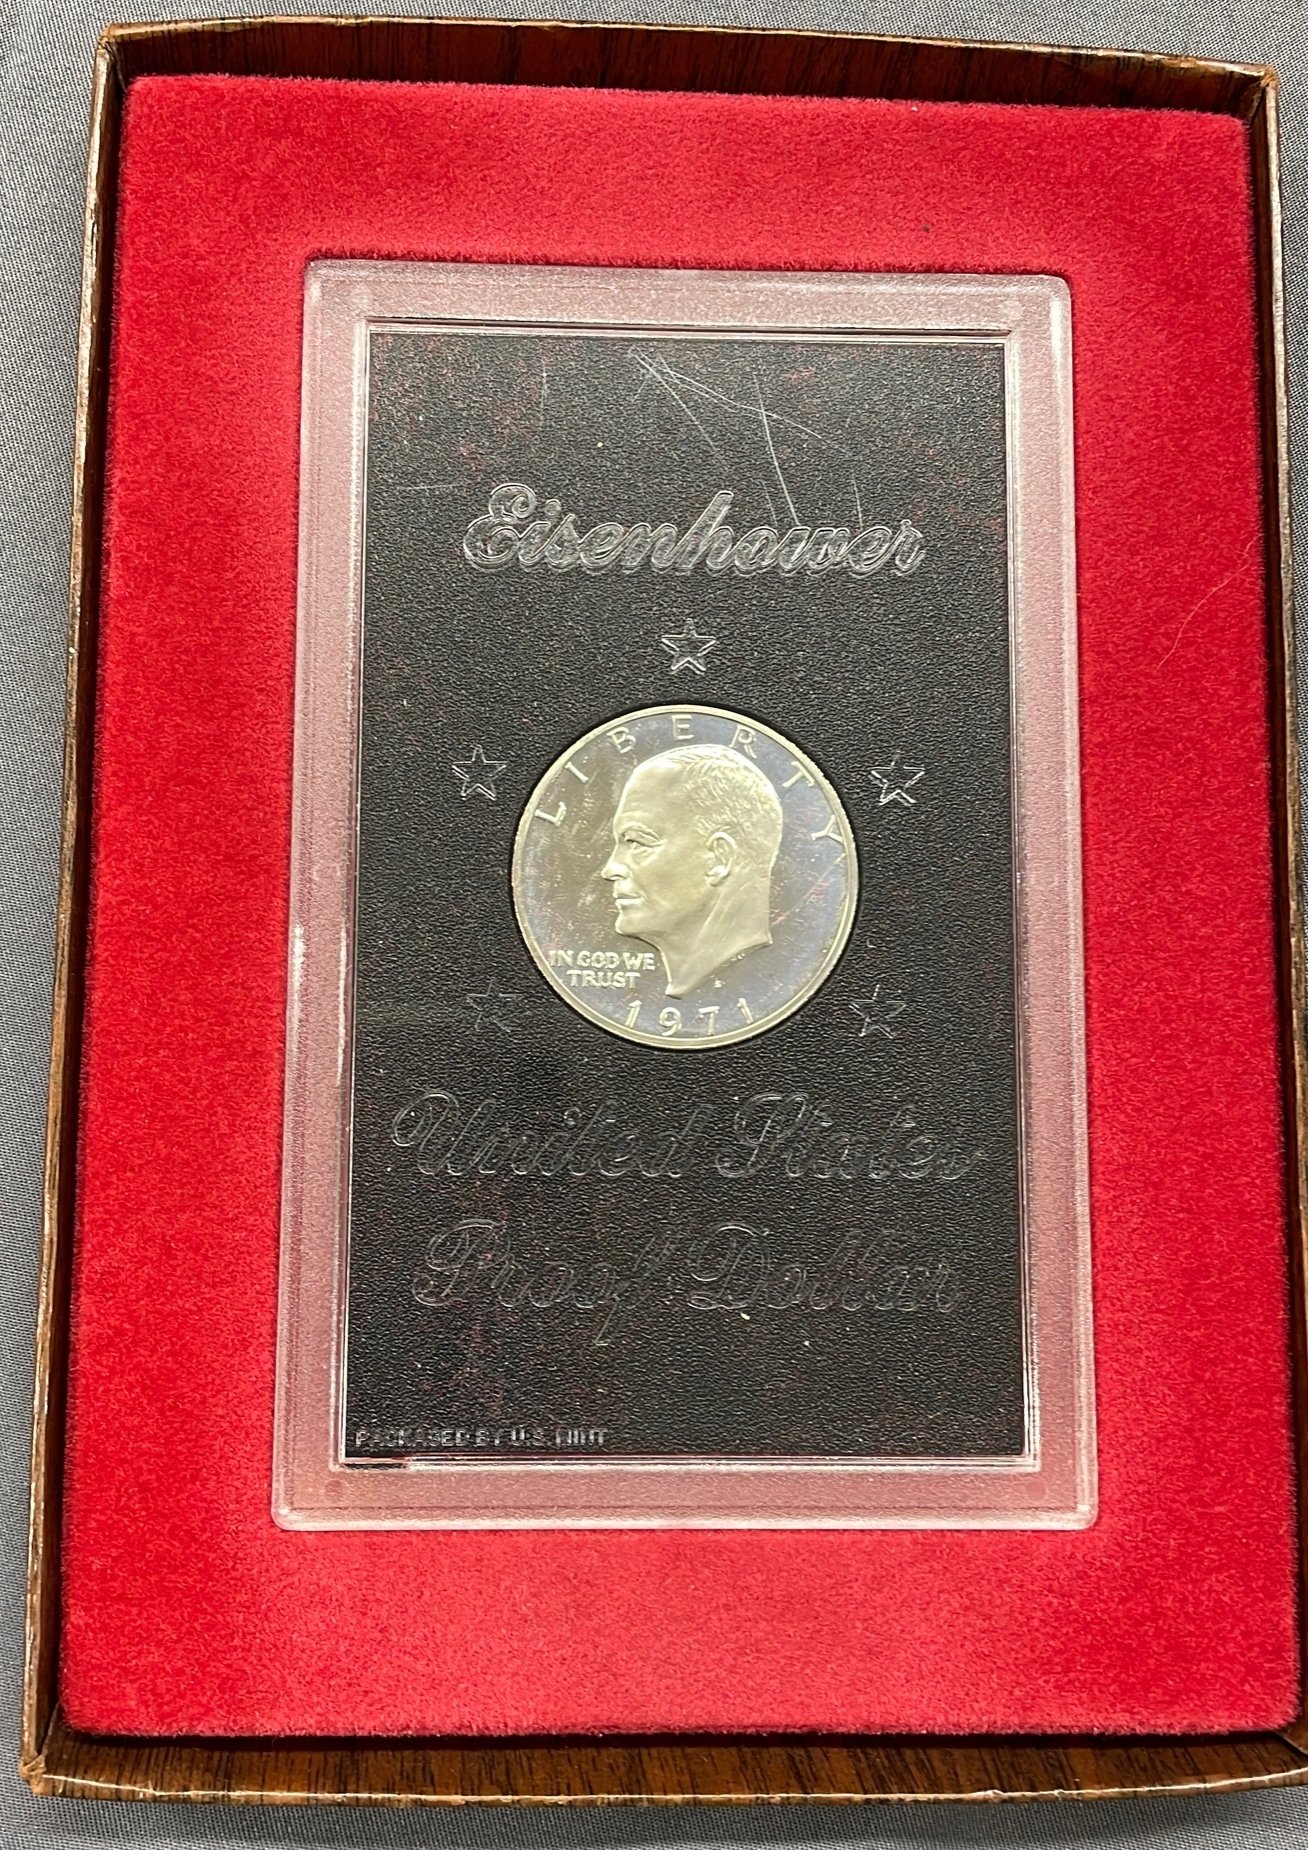 Eisenhower
LIBERTY
IN GOD WE
TRUST
S
1971
United States
Proof Dollar
PACKAGED BY U.S. MINT